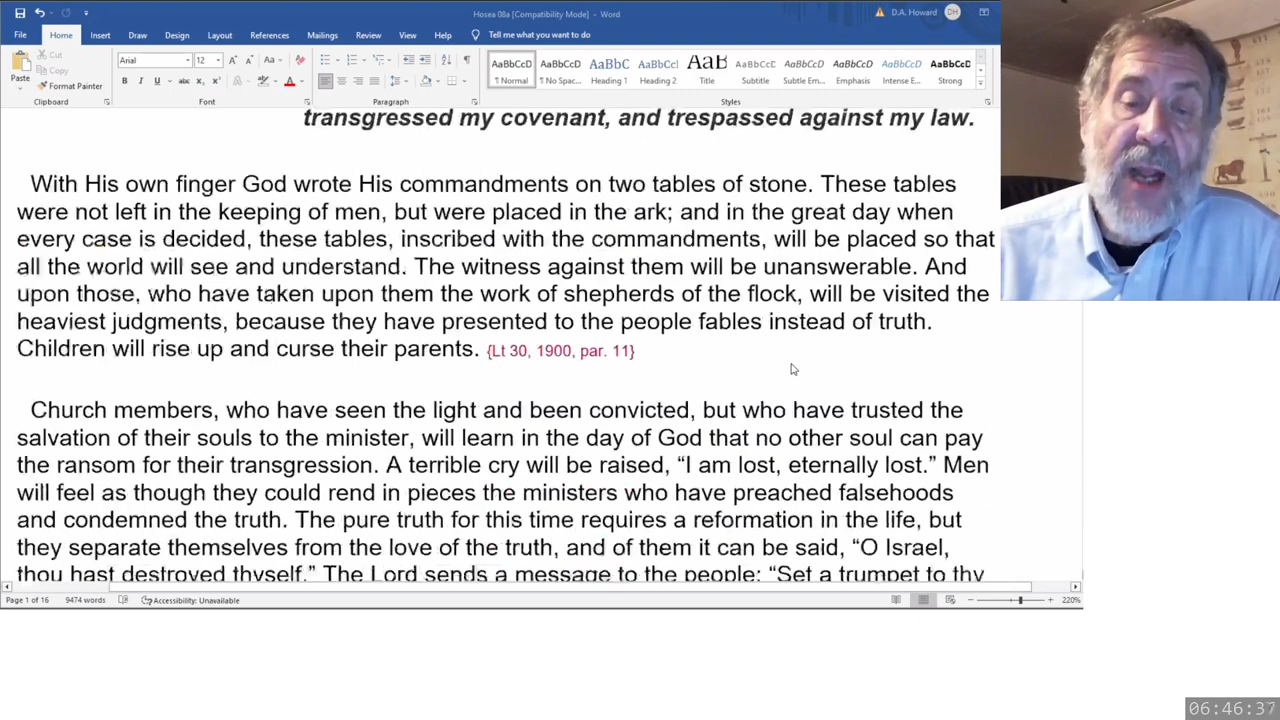 Hosea 08a [Compatibility Mode] - Word
D.A. Howard DH
File Home Insert Draw Design Layout References Mailings Review View Help Tell me what you want to do
Paste
Cut
Copy
Format Painter
Clipboard
Arial 12
Font
Paragraph
AaBbCcD AaBbCcD AaBbC AaBbCcC AaB AaBbCcD AaBbCcD AaBbCcD AaBbCcD AaBbCcD
¶ Normal ¶ No Spac... Heading 1 Heading 2 Title Subtitle Subtle Em... Emphasis Intense E... Strong
Styles
transgressed my covenant, and trespassed against my law.
With His own finger God wrote His commandments on two tables of stone. These tables
were not left in the keeping of men, but were placed in the ark; and in the great day when
every case is decided, these tables, inscribed with the commandments, will be placed so that
all the world will see and understand. The witness against them will be unanswerable. And
upon those, who have taken upon them the work of shepherds of the flock, will be visited the
heaviest judgments, because they have presented to the people fables instead of truth.
Children will rise up and curse their parents. {Lt 30, 1900, par. 11}
Church members, who have seen the light and been convicted, but who have trusted the
salvation of their souls to the minister, will learn in the day of God that no other soul can pay
the ransom for their transgression. A terrible cry will be raised, “I am lost, eternally lost.” Men
will feel as though they could rend in pieces the ministers who have preached falsehoods
and condemned the truth. The pure truth for this time requires a reformation in the life, but
they separate themselves from the love of the truth, and of them it can be said, “O Israel,
thou hast destroyed thyself.” The Lord sends a message to the people: “Set a trumpet to thy
Page 1 of 16 9474 words Accessibility: Unavailable 220%
06:46:37